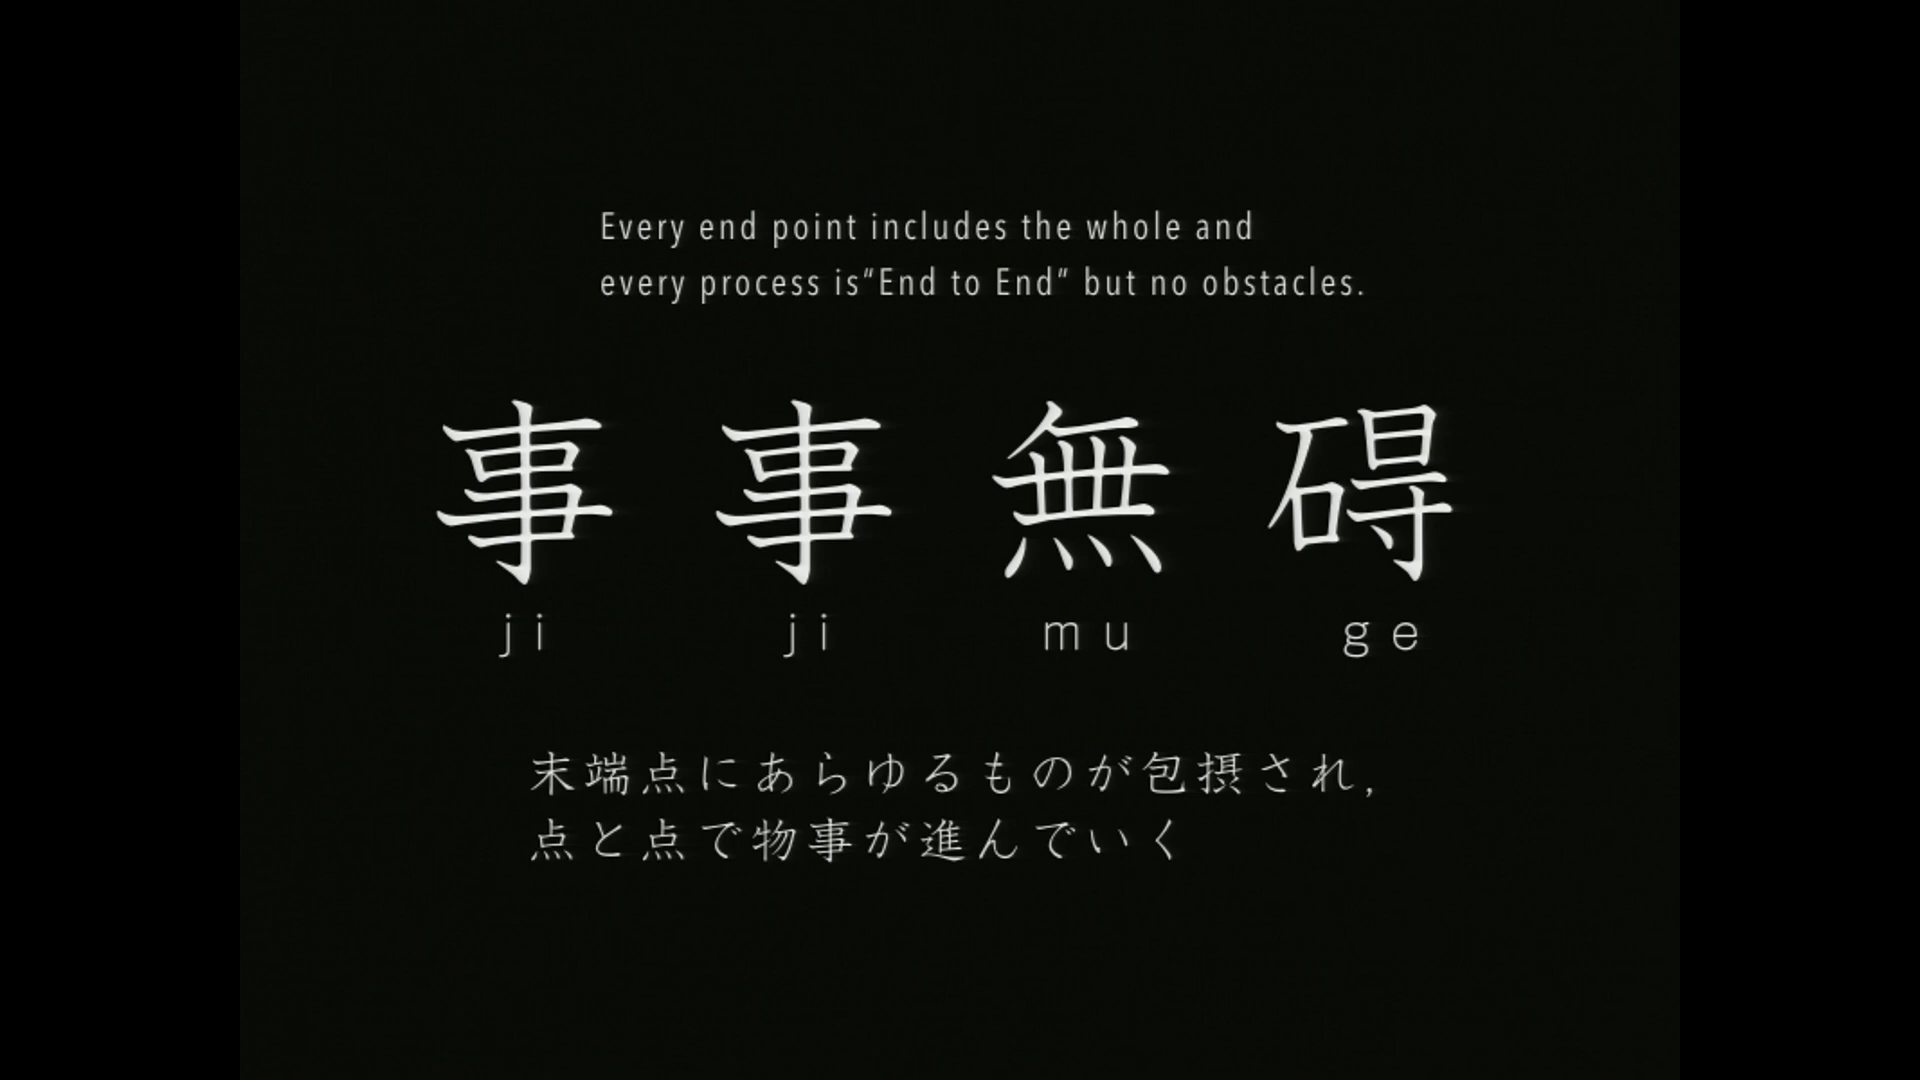 Every end point includes the whole and
every process is“End to End” but no obstacles.
事事無碍
ji ji mu ge
末端点にあらゆるものが包摂され,
点と点で物事が進んでいく